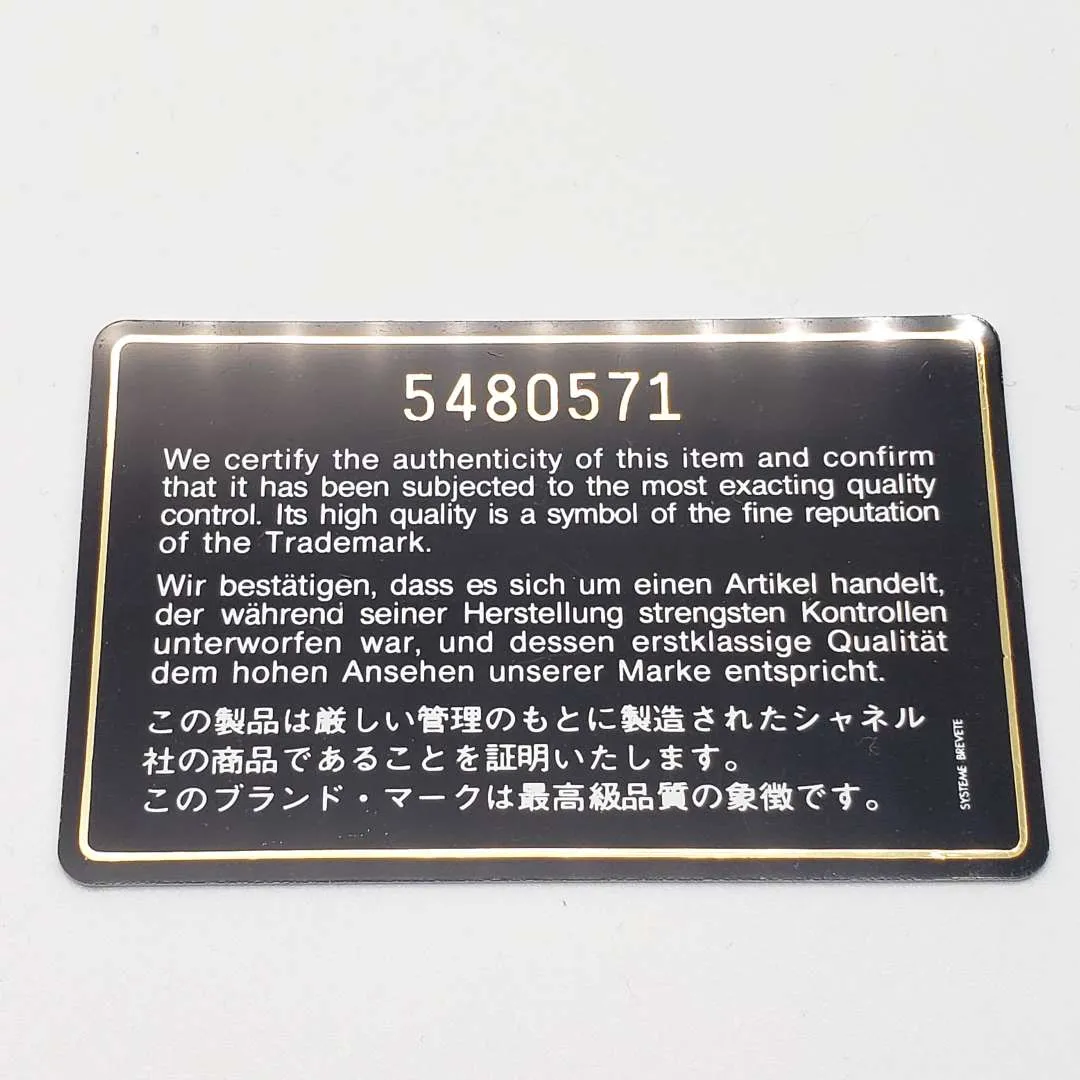 5480571
We certify the authenticity of this item and confirm
that it has been subjected to the most exacting quality
control. Its high quality is a symbol of the fine reputation
of the Trademark.
Wir bestätigen, dass es sich um einen Artikel handelt,
der während seiner Herstellung strengsten Kontrollen
unterworfen war, und dessen erstklassige Qualität
dem hohen Ansehen unserer Marke entspricht.
この製品は厳しい管理のもとに製造されたシャネル
社の商品であることを証明いたします。
このブランド・マークは最高級品質の象徴です。
SYSTEME BREVETE